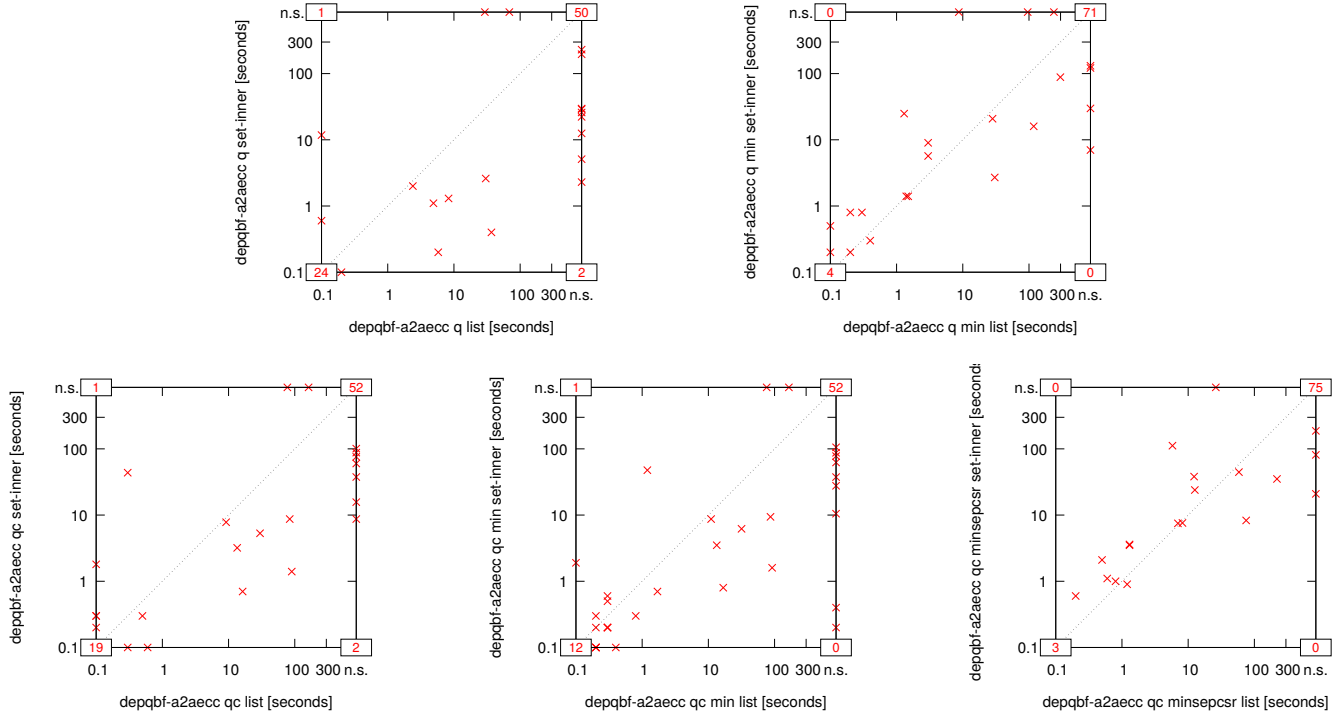 n.s. 1 50
300
100
10
1
0.1 24 2
0.1 1 10 100 300 n.s.
depqbf-a2aecc q set-inner [seconds]
depqbf-a2aecc q list [seconds]
n.s. 0 71
300
100
10
1
0.1 4 0
0.1 1 10 100 300 n.s.
depqbf-a2aecc q min set-inner [seconds]
depqbf-a2aecc q min list [seconds]
n.s. 1 52
300
100
10
1
0.1 19 2
0.1 1 10 100 300 n.s.
depqbf-a2aecc qc set-inner [seconds]
depqbf-a2aecc qc list [seconds]
n.s. 1 52
300
100
10
1
0.1 12 0
0.1 1 10 100 300 n.s.
depqbf-a2aecc qc min set-inner [seconds]
depqbf-a2aecc qc min list [seconds]
n.s. 0 75
300
100
10
1
0.1 3 0
0.1 1 10 100 300 n.s.
depqbf-a2aecc qc minsepcsr set-inner [seconds]
depqbf-a2aecc qc minsepcsr list [seconds]